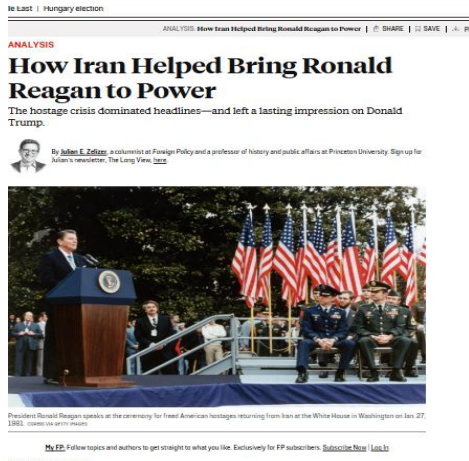 le East | Hungary election
ANALYSIS: How Iran Helped Bring Ronald Reagan to Power | SHARE | SAVE |
ANALYSIS
How Iran Helped Bring Ronald
Reagan to Power
The hostage crisis dominated headlines—and left a lasting impression on Donald
Trump.
By Julian E. Zelizer, a columnist at Foreign Policy and a professor of history and public affairs at Princeton University. Sign up for
Julian's newsletter, The Long View, here.
President Ronald Reagan speaks at the ceremony for freed American hostages returning from Iran at the White House in Washington on Jan. 27,
1981. CORBIS VIA GETTY IMAGES
My FP: Follow topics and authors to get straight to what you like. Exclusively for FP subscribers. Subscribe Now | Log In